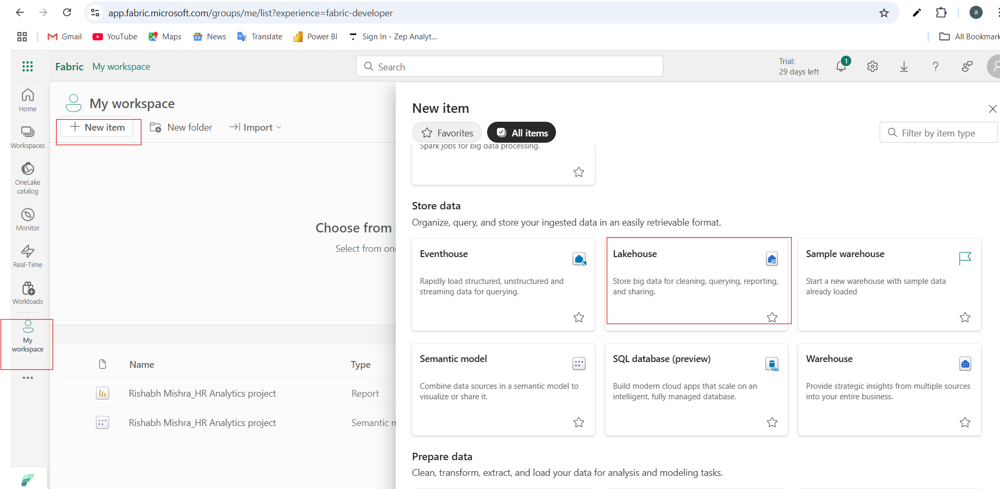 app.fabric.microsoft.com/groups/me/list?experience=fabric-developer
a
Gmail
YouTube
Maps
News
Translate
Power BI
Sign In - Zep Analyt...
All Bookmark
Fabric
My workspace
Search
Trial:
29 days left
1
?
Home
Workspaces
OneLake
catalog
Monitor
Real-Time
Workloads
My
workspace
My workspace
New item
New folder
Import
Choose from
Select from one
Name
Type
Rishabh Mishra_HR Analytics project
Report
Rishabh Mishra_HR Analytics project
Semantic m
New item
Favorites
All items
Filter by item type
Spark jobs for big data processing.
Store data
Organize, query, and store your ingested data in an easily retrievable format.
Eventhouse
Rapidly load structured, unstructured and
streaming data for querying.
Lakehouse
Store big data for cleaning, querying, reporting,
and sharing.
Sample warehouse
Start a new warehouse with sample data
already loaded
Semantic model
Combine data sources in a semantic model to
visualize or share it.
SQL database (preview)
SQL
Build modern cloud apps that scale on an
intelligent, fully managed database.
Warehouse
Provide strategic insights from multiple sources
into your entire business.
Prepare data
Clean, transform, extract, and load your data for analysis and modeling tasks.